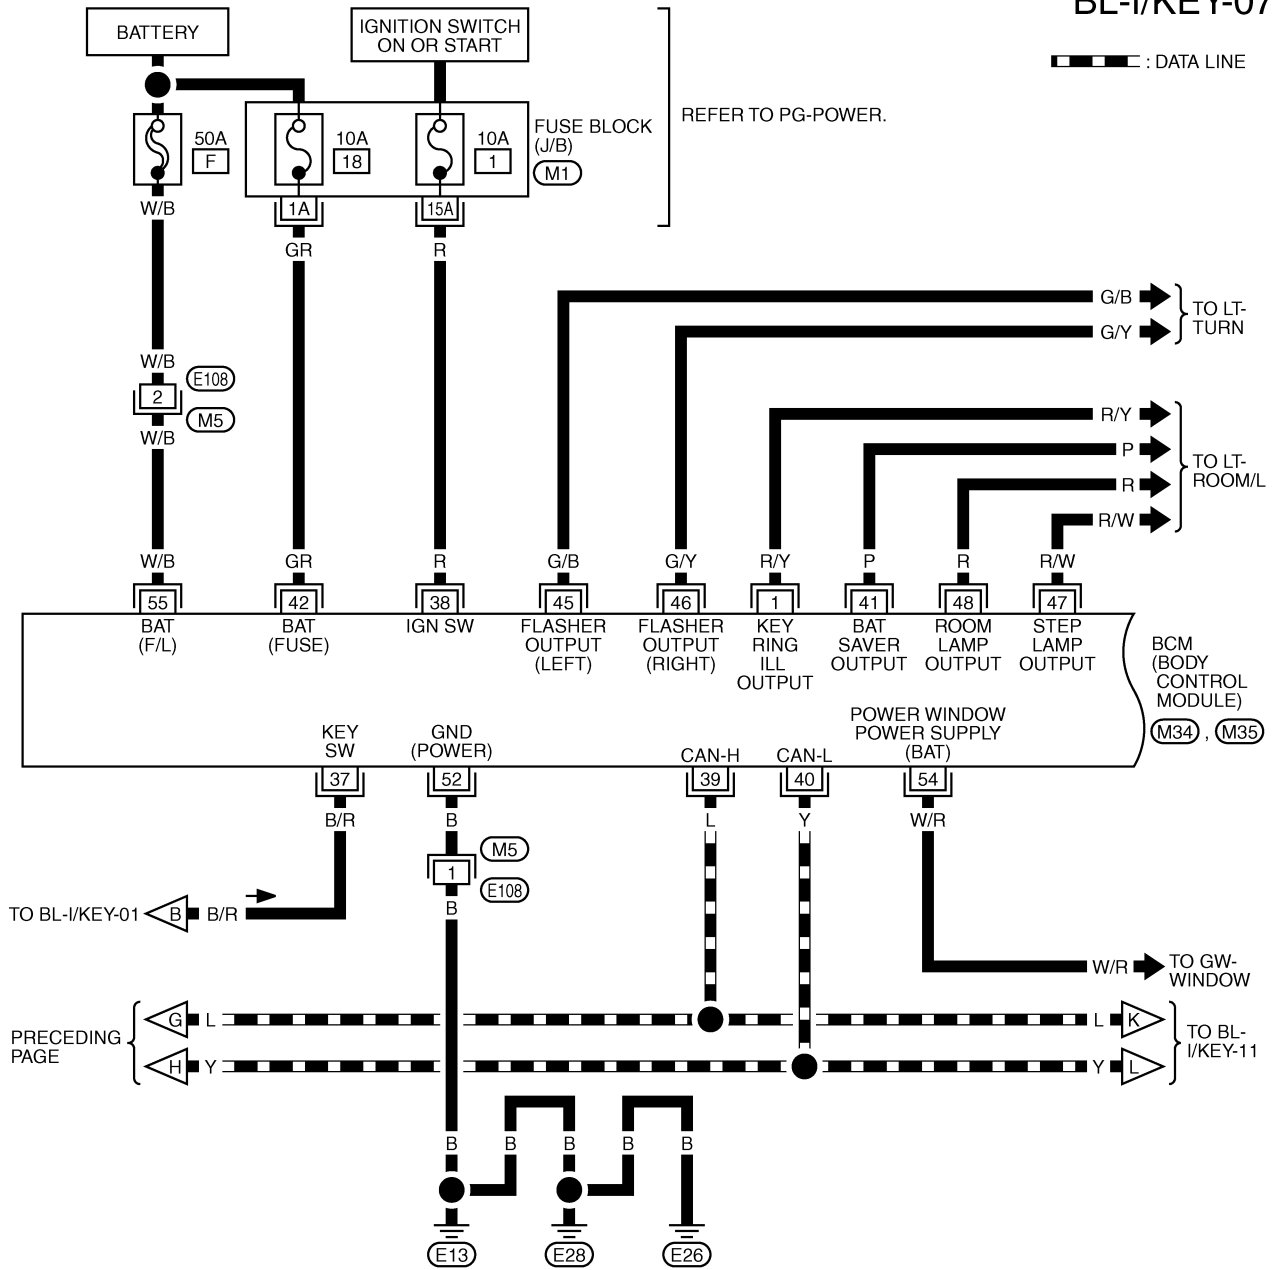 BL-I/KEY-07
BATTERY
IGNITION SWITCH
ON OR START
: DATA LINE
REFER TO PG-POWER.
50A
F
10A
18
10A
1
FUSE BLOCK
(J/B)
M1
W/B
1A
15A
GR
R
G/B
G/Y
TO LT-
TURN
W/B
E108
2
M5
W/B
R/Y
P
R
R/W
TO LT-
ROOM/L
W/B
GR
R
G/B
G/Y
R/Y
P
R
R/W
55
42
38
45
46
1
41
48
47
BAT
(F/L)
BAT
(FUSE)
IGN SW
FLASHER
OUTPUT
(LEFT)
FLASHER
OUTPUT
(RIGHT)
KEY
RING
ILL
OUTPUT
BAT
SAVER
OUTPUT
ROOM
LAMP
OUTPUT
STEP
LAMP
OUTPUT
BCM
(BODY
CONTROL
MODULE)
M34 , M35
KEY
SW
GND
(POWER)
CAN-H
CAN-L
POWER WINDOW
POWER SUPPLY
(BAT)
37
52
39
40
54
B/R
B
L
Y
W/R
M5
1
E108
B
TO BL-I/KEY-01
B
B/R
W/R
TO GW-
WINDOW
PRECEDING
PAGE
G
L
H
Y
L
K
Y
L
TO BL-
I/KEY-11
B
B
B
B
B
E13
E28
E26